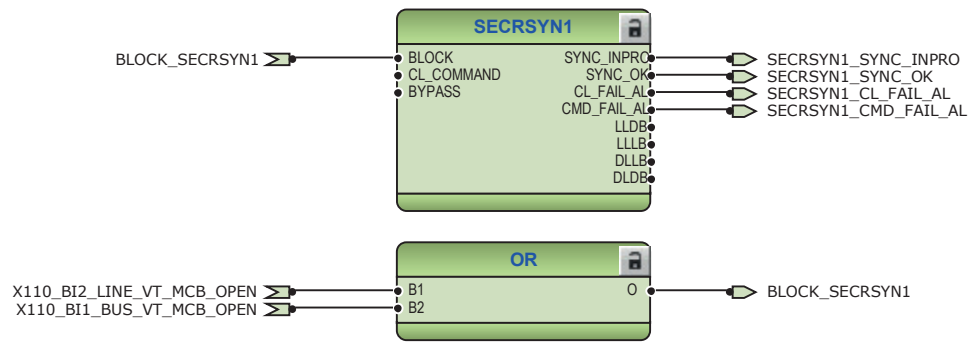 SECRSYN1
BLOCK_SECRSYN1 BLOCK SYNC_INPRO SECRSYN1_SYNC_INPRO
CL_COMMAND SYNC_OK SECRSYN1_SYNC_OK
BYPASS CL_FAIL_AL SECRSYN1_CL_FAIL_AL
CMD_FAIL_AL SECRSYN1_CMD_FAIL_AL
LLDB
LLLB
DLLB
DLDB
OR
X110_BI2_LINE_VT_MCB_OPEN B1 O BLOCK_SECRSYN1
X110_BI1_BUS_VT_MCB_OPEN B2